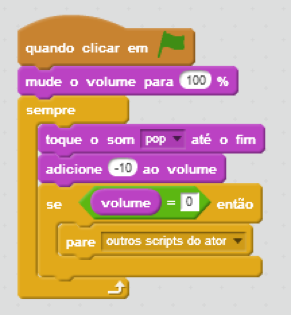 quando clicar em
mude o volume para 100 %
sempre
toque o som pop até o fim
adicione -10 ao volume
se volume = 0 então
pare outros scripts do ator